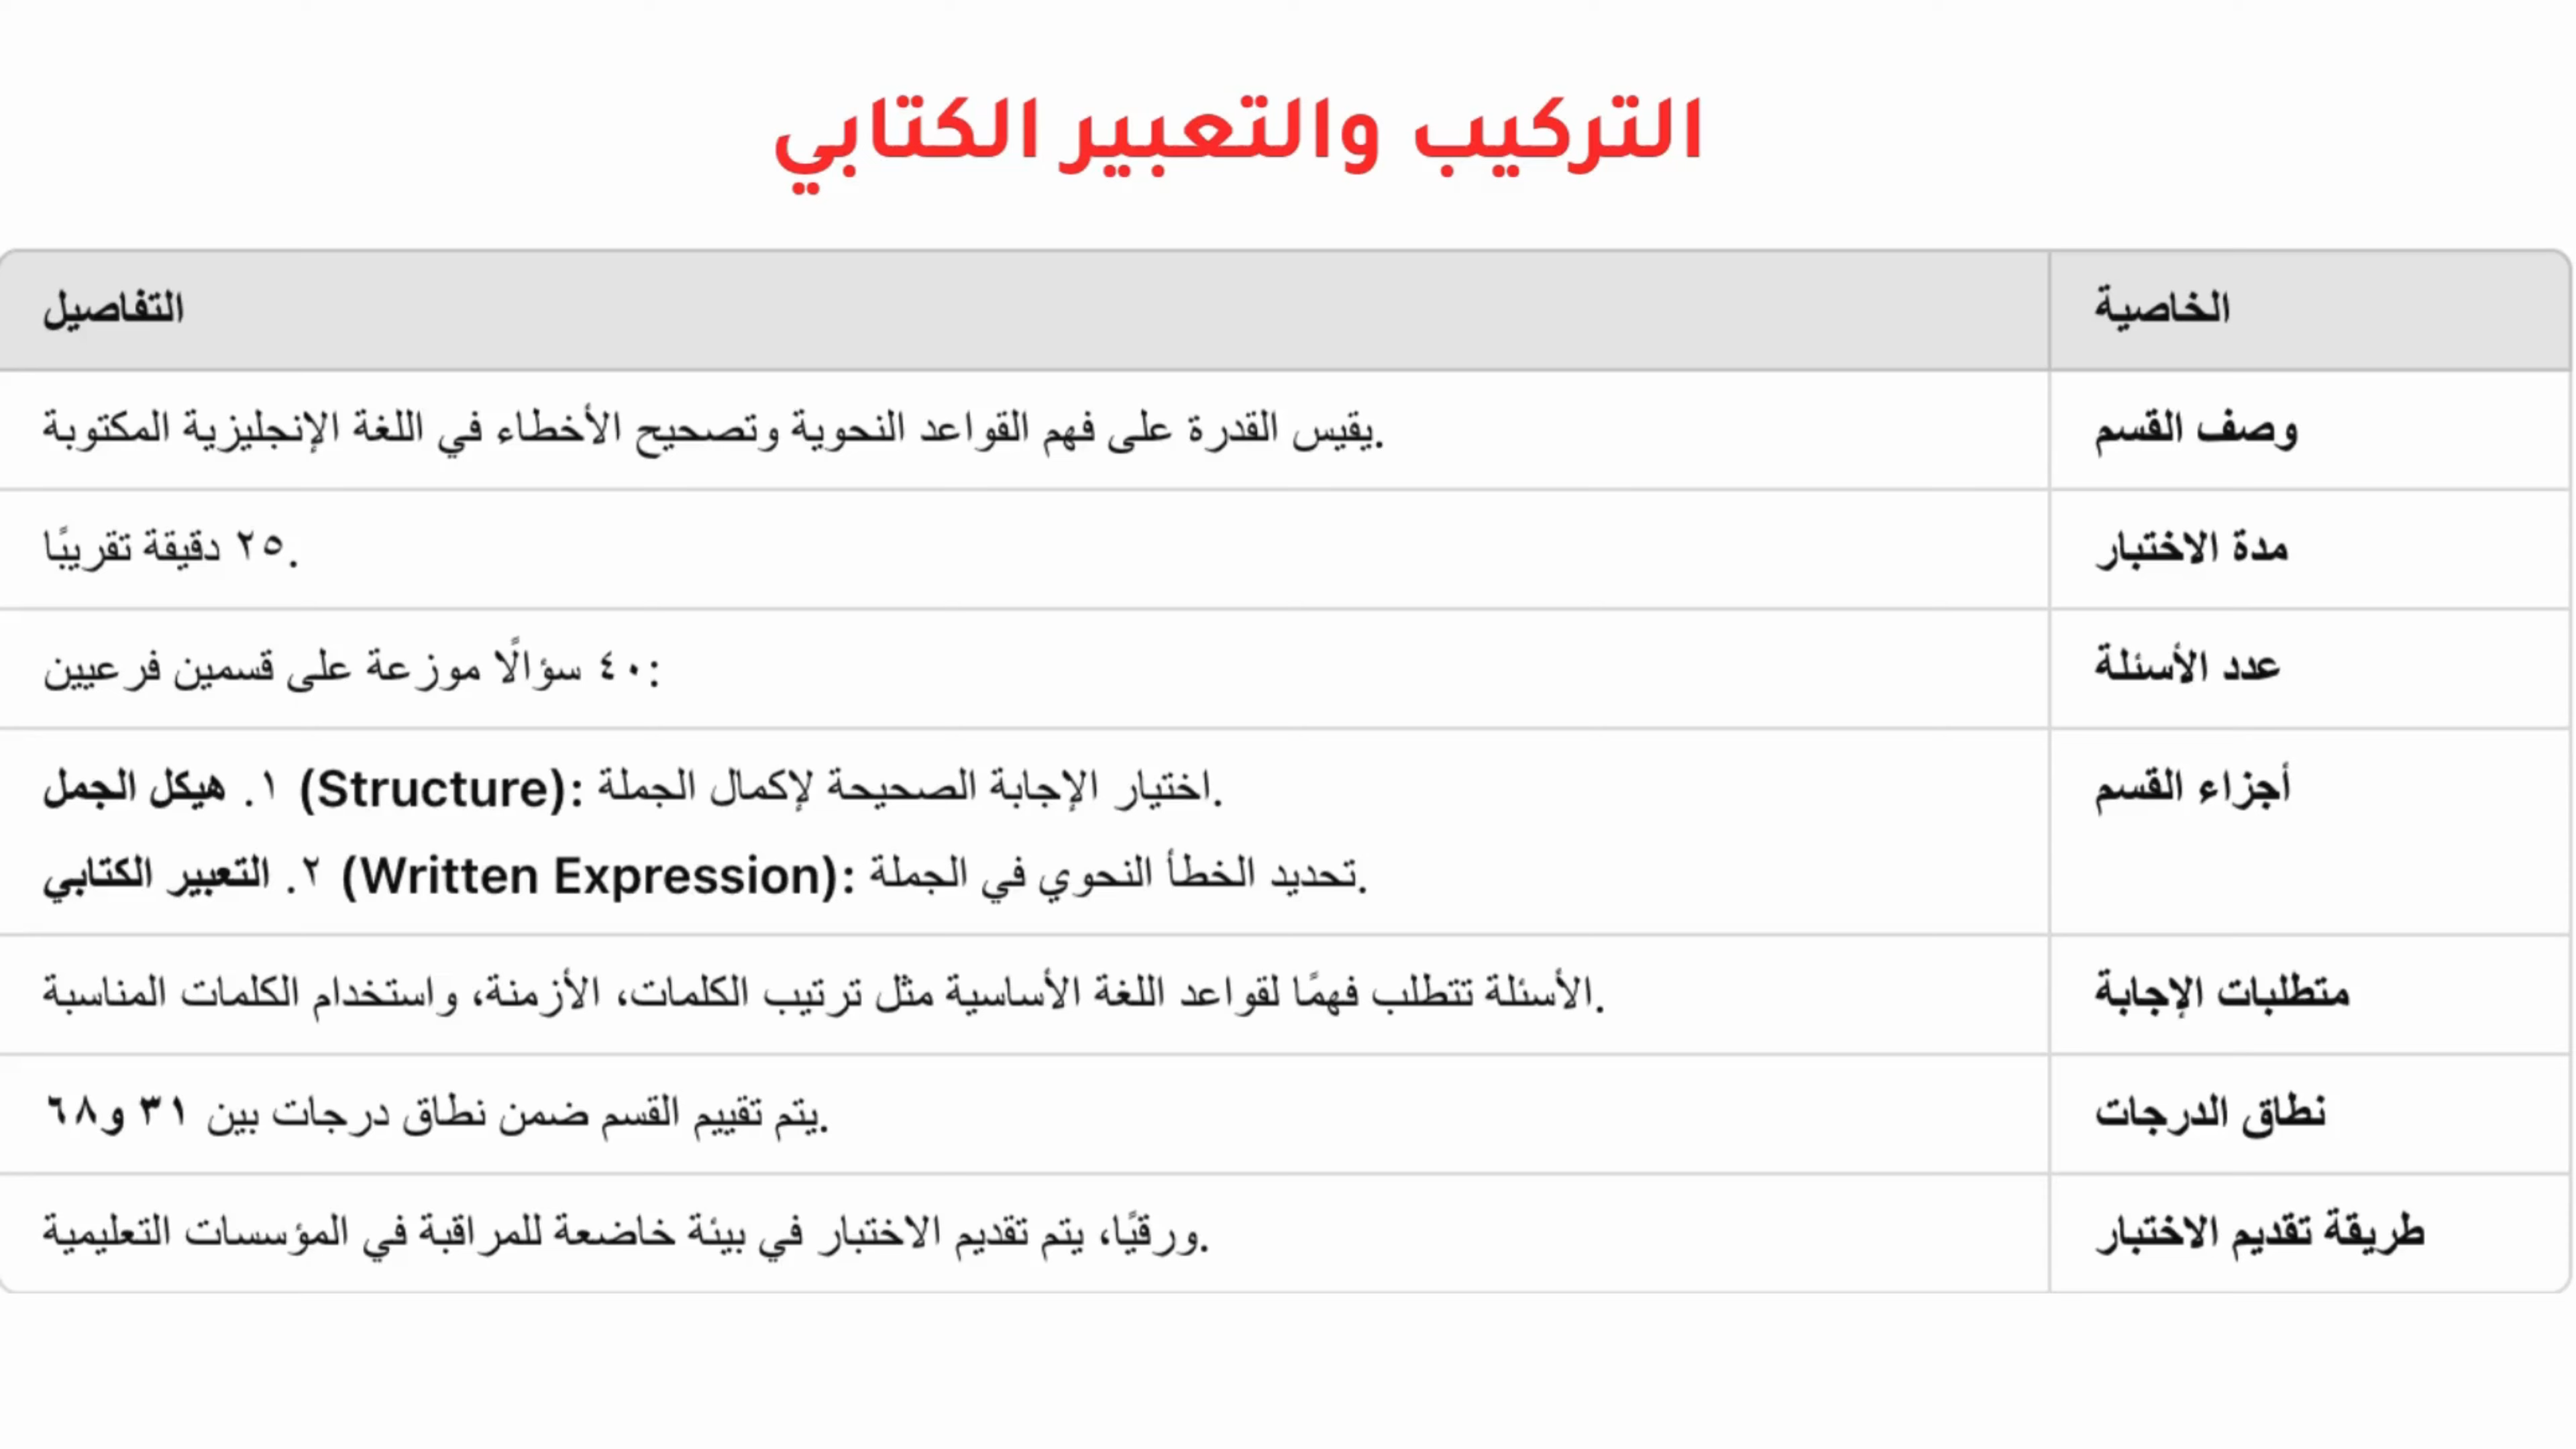 التركيب والتعبير الكتابي
الخاصية
التفاصيل
وصف القسم
يقيس القدرة على فهم القواعد النحوية وتصحيح الأخطاء في اللغة الإنجليزية المكتوبة.
مدة الاختبار
٢٥ دقيقة تقريبًا.
عدد الأسئلة
٤٠ سؤالًا موزعة على قسمين فرعيين:
أجزاء القسم
١. هيكل الجمل (Structure): اختيار الإجابة الصحيحة لإكمال الجملة.
٢. التعبير الكتابي (Written Expression): تحديد الخطأ النحوي في الجملة.
متطلبات الإجابة
الأسئلة تتطلب فهمًا لقواعد اللغة الأساسية مثل ترتيب الكلمات، الأزمنة، واستخدام الكلمات المناسبة.
نطاق الدرجات
يتم تقييم القسم ضمن نطاق درجات بين ٣١ و٦٨.
طريقة تقديم الاختبار
ورقيًا، يتم تقديم الاختبار في بيئة خاضعة للمراقبة في المؤسسات التعليمية.